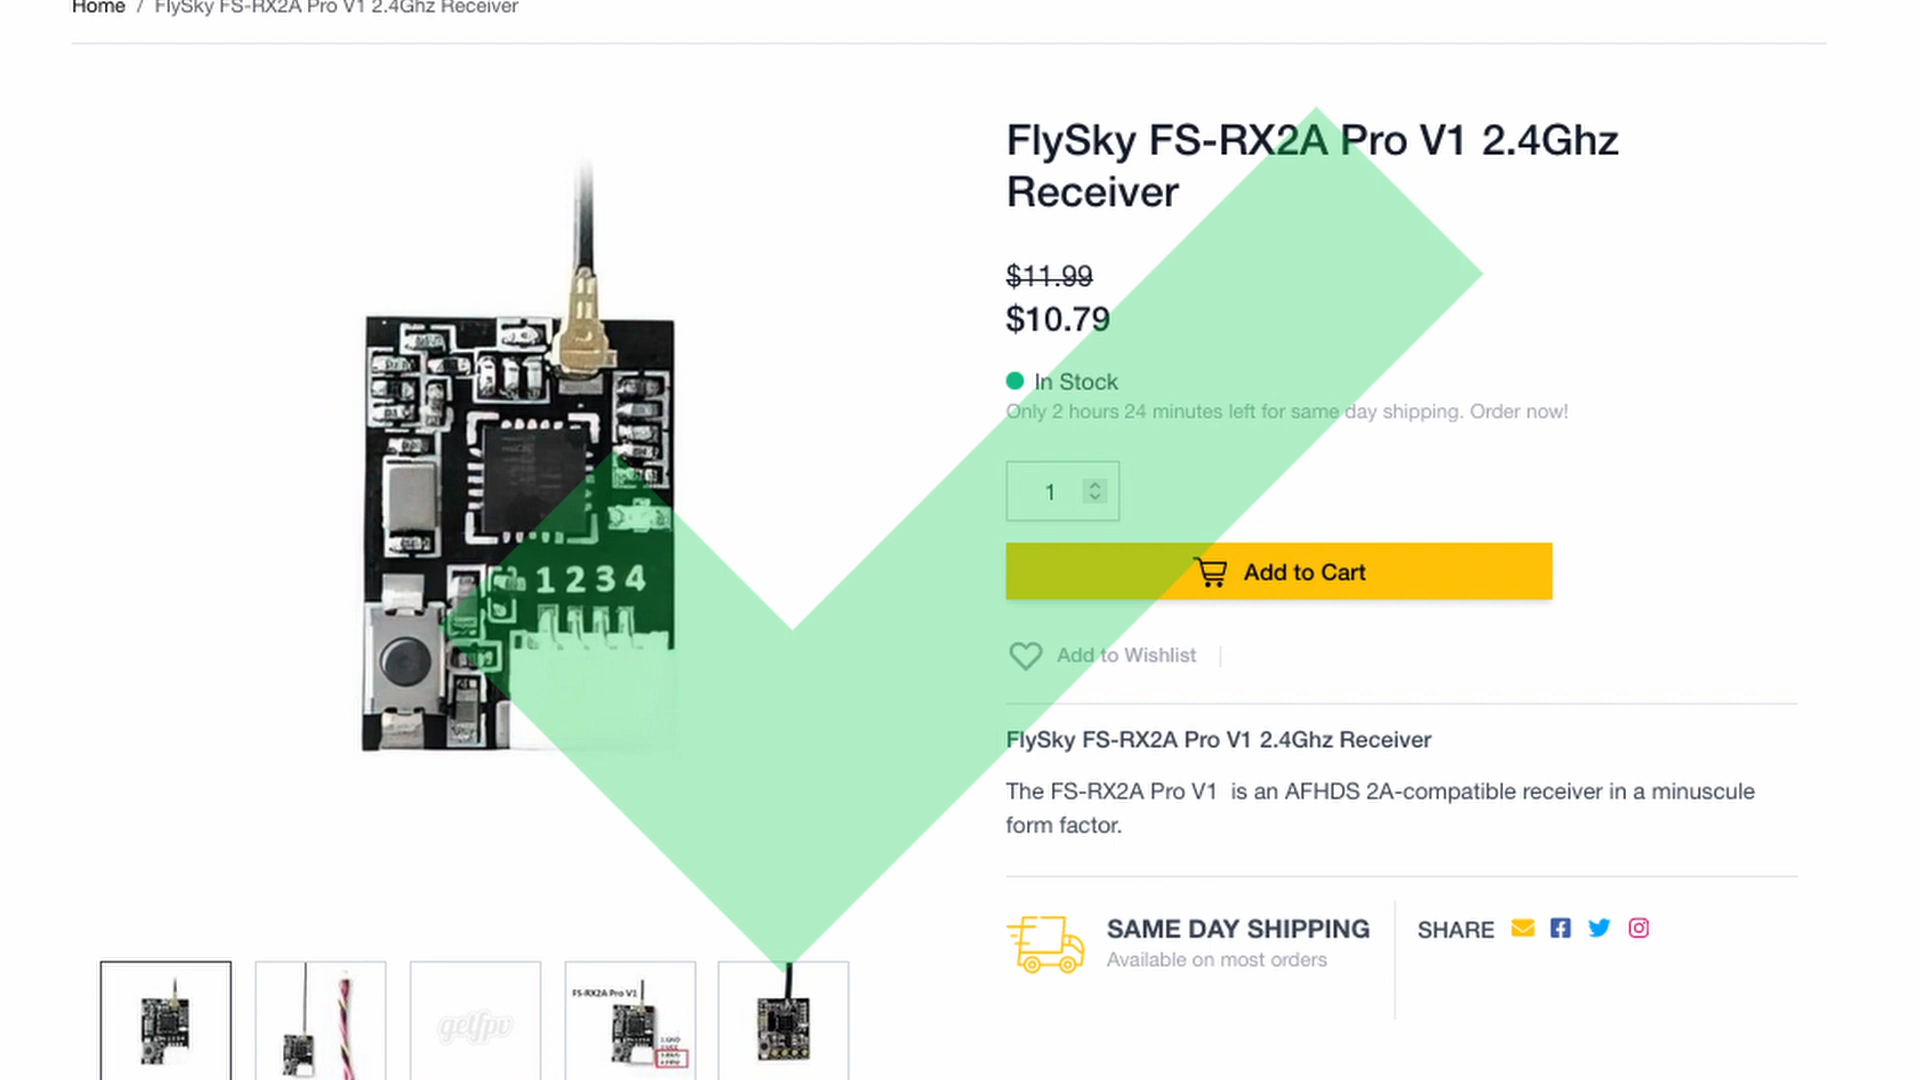 Home / FlySky FS-RX2A Pro V1 2.4Ghz Receiver
FlySky FS-RX2A Pro V1 2.4Ghz
Receiver
$11.99
$10.79
In Stock
Only 2 hours 24 minutes left for same day shipping. Order now!
1
Add to Cart
Add to Wishlist
1234
FlySky FS-RX2A Pro V1 2.4Ghz Receiver
The FS-RX2A Pro V1 is an AFHDS 2A-compatible receiver in a minuscule
form factor.
SAME DAY SHIPPING
Available on most orders
SHARE
getfpv
FS-RX2A Pro V1